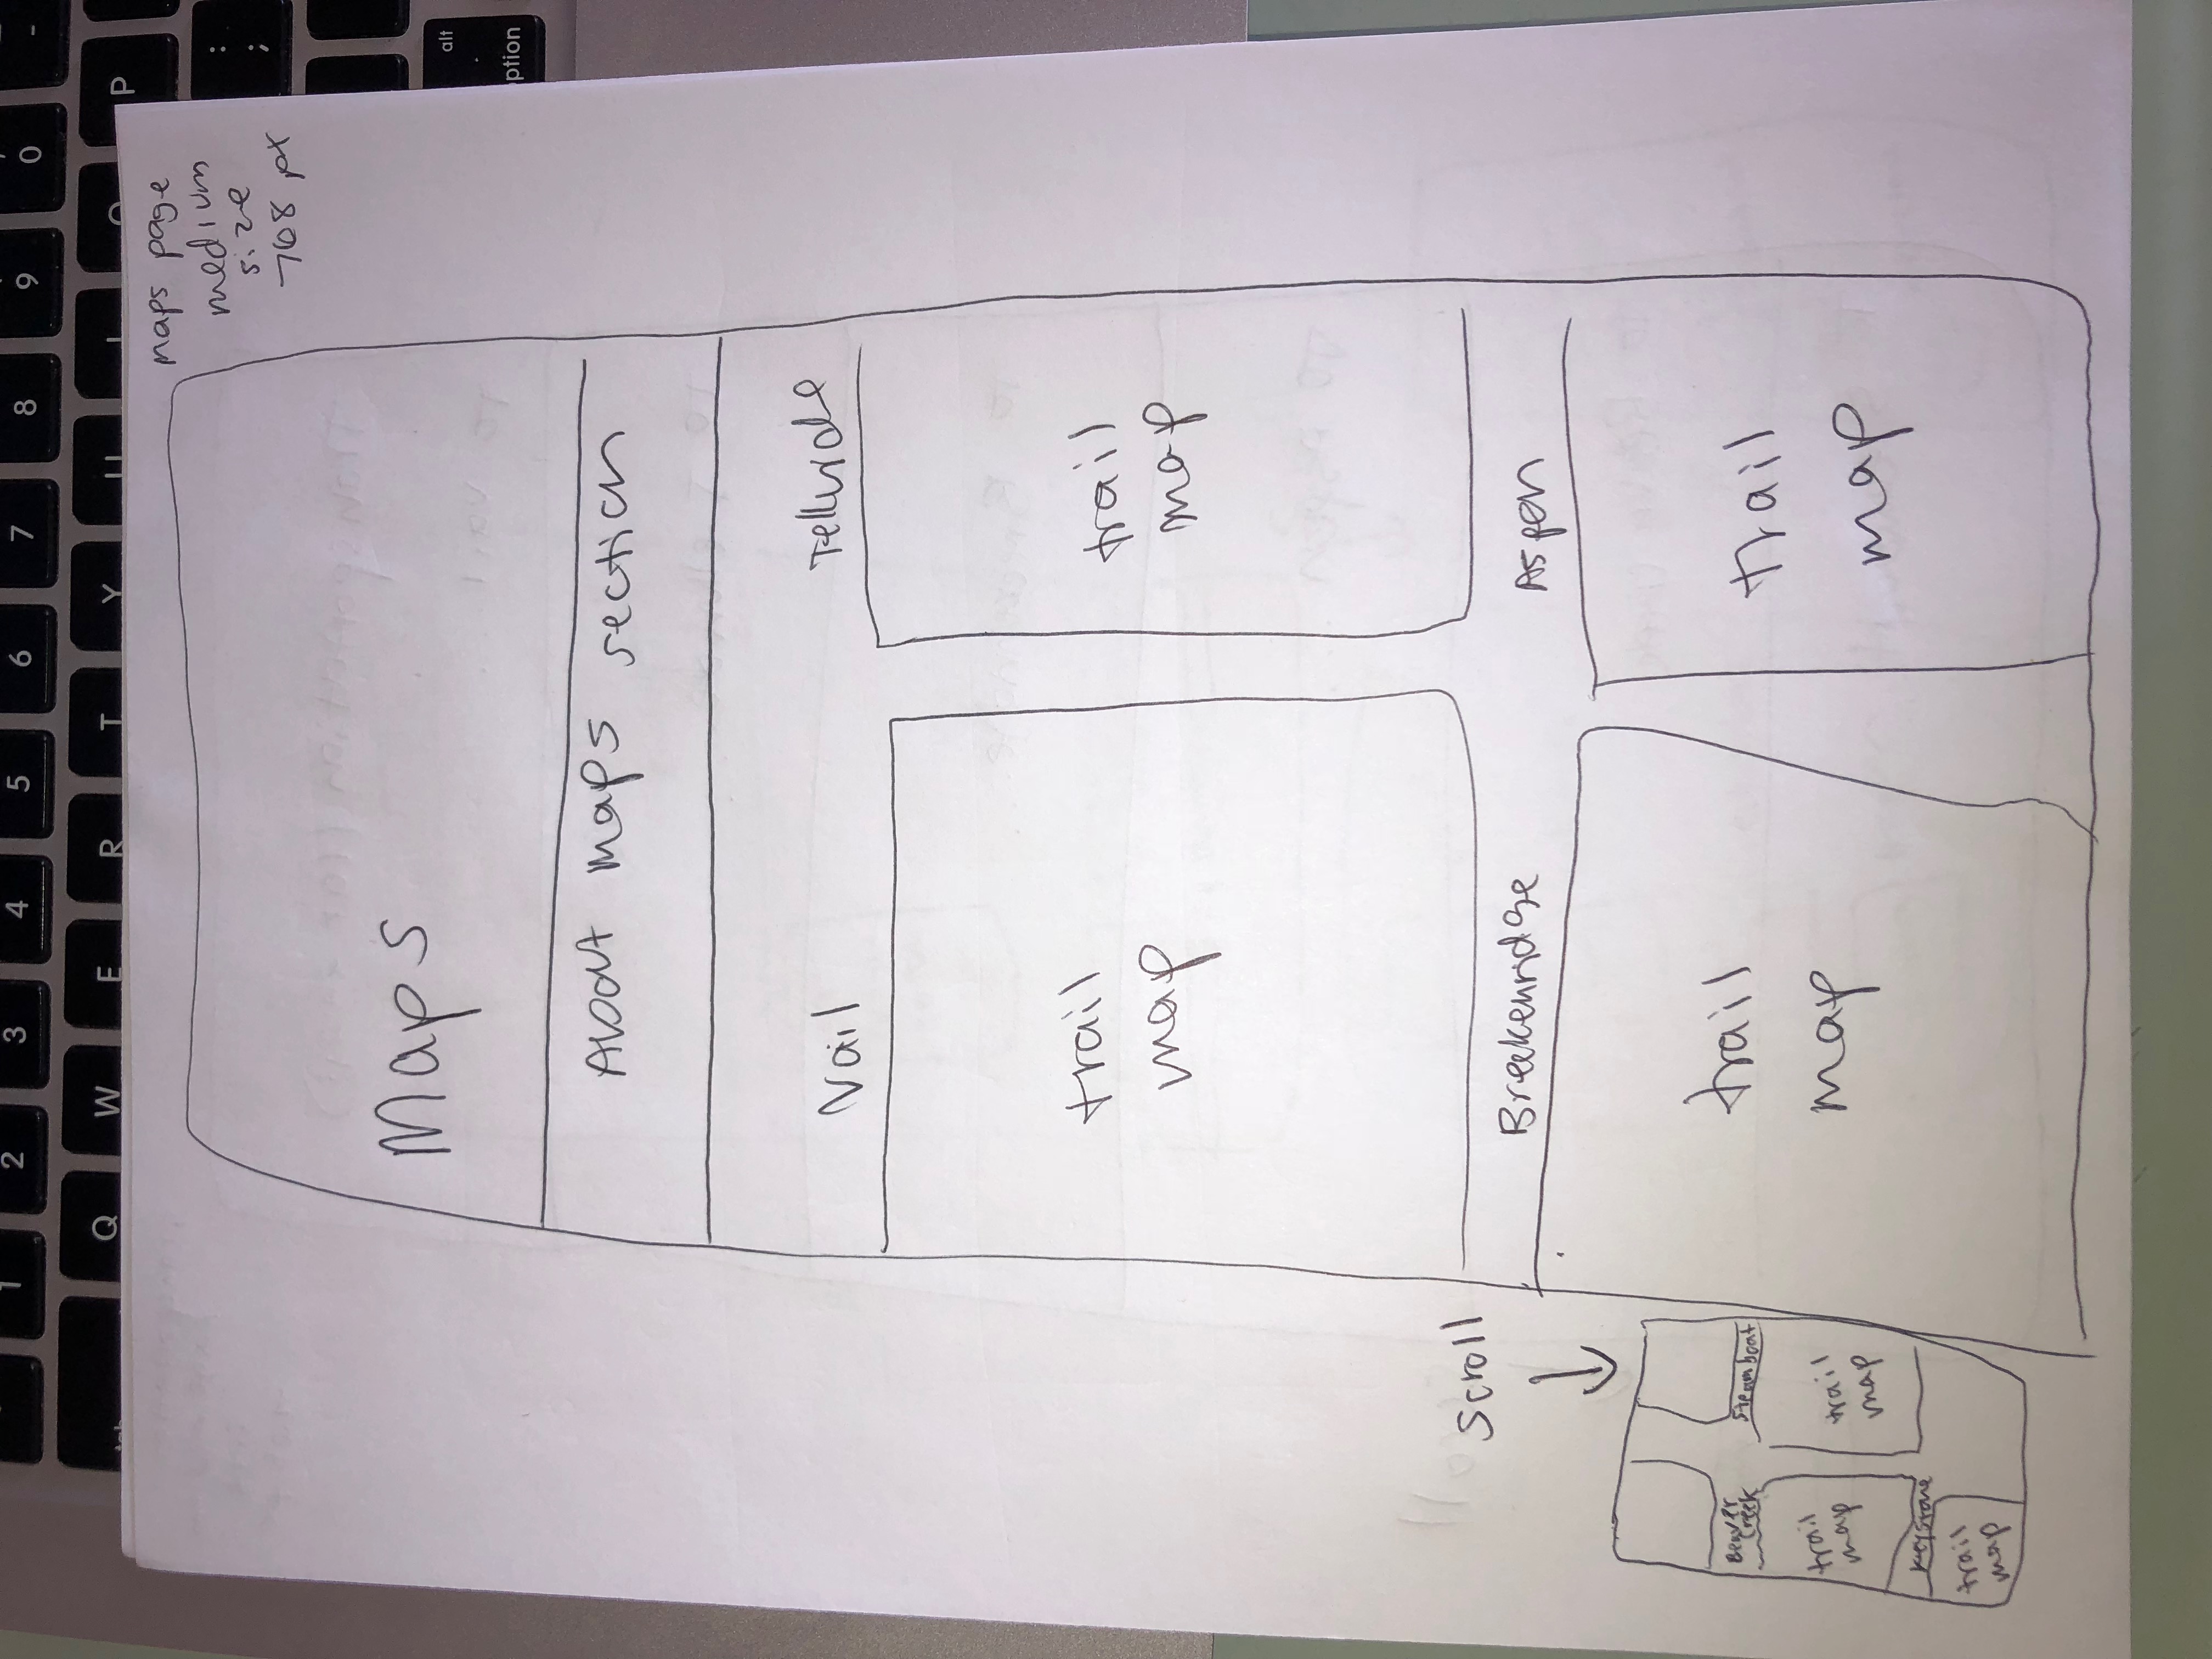 1 2 3 4 5 6 7 8 9 0 -
tab Q W E R T Y U I O P
: ;
alt
option
maps page
medium
size
768 px
Maps
About maps section
Vail Telluride
trail
map
trail
map
scroll
Breckenridge Aspen
trail
map
trail
map
Beaver
Creek
Steamboat
trail
map
trail
map
Keystone
trail
map